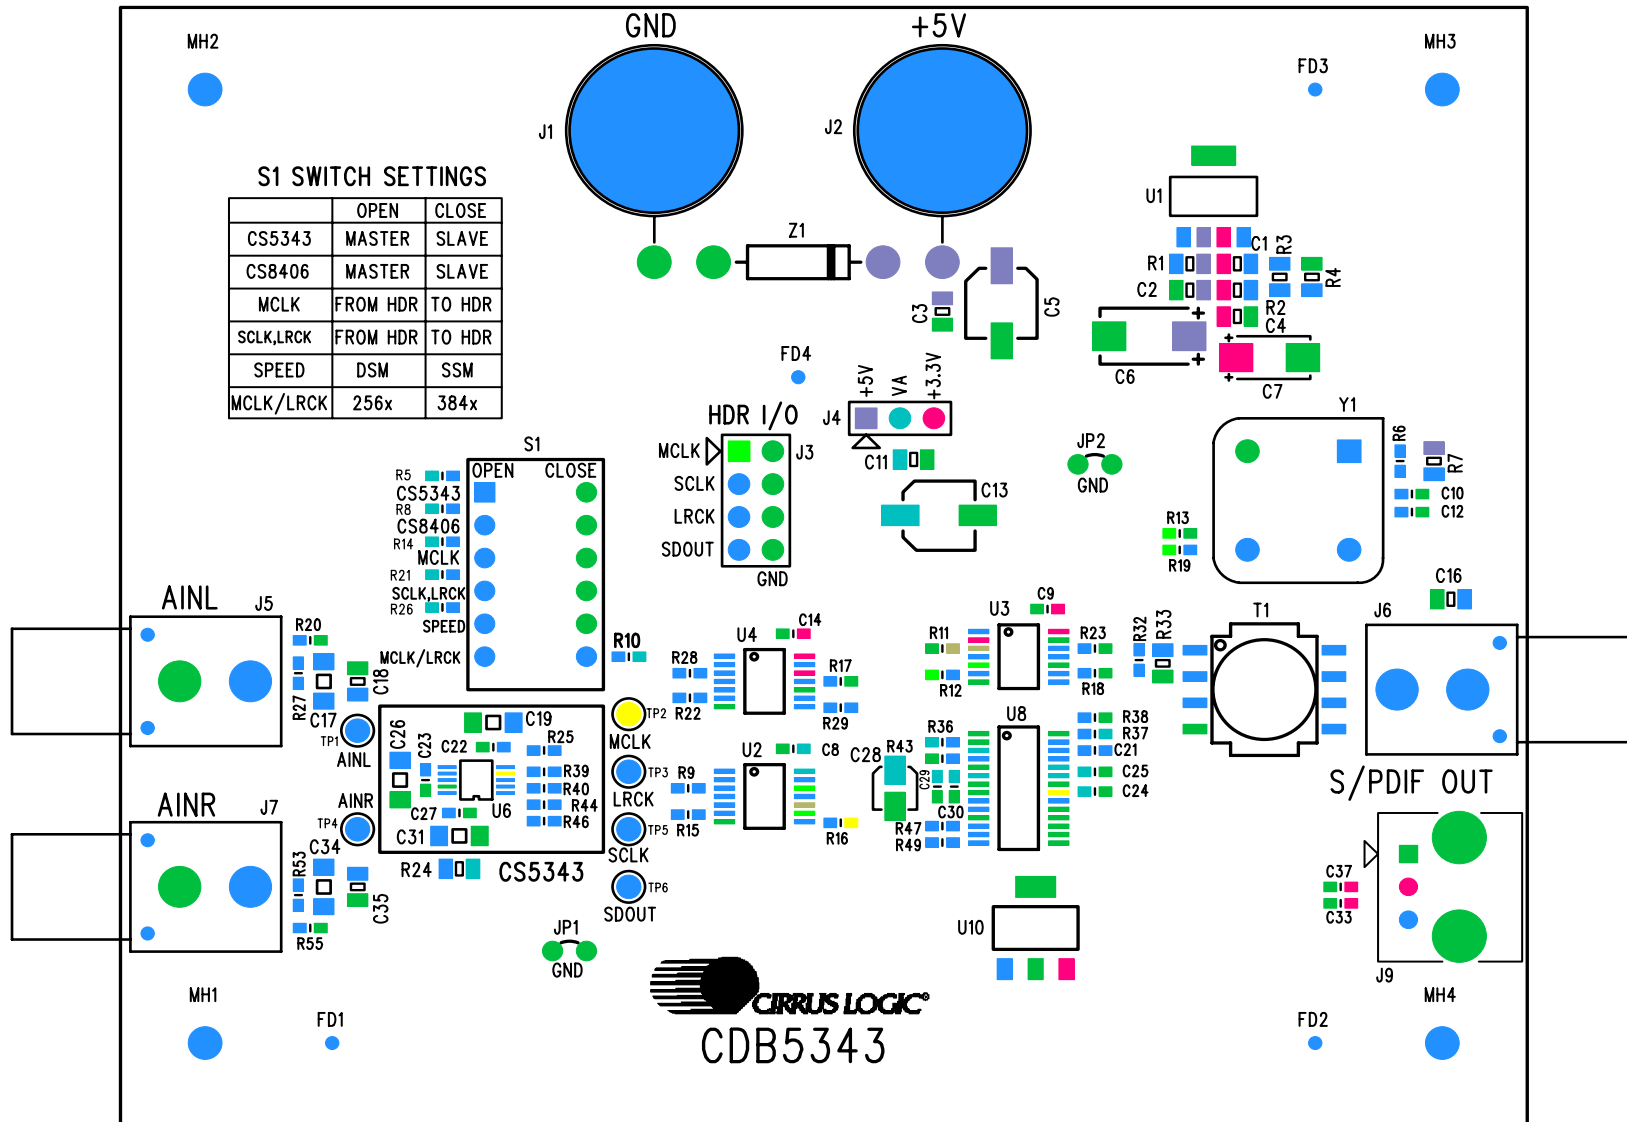 GND +5V
MH2 MH3
FD3
J1 J2
S1 SWITCH SETTINGS
OPEN CLOSE
CS5343 MASTER SLAVE
CS8406 MASTER SLAVE
MCLK FROM HDR TO HDR
SCLK,LRCK FROM HDR TO HDR
SPEED DSM SSM
MCLK/LRCK 256x 384x
U1
Z1
C1 R3
R1 R4
C2
C3 C5
R2
C4
C6 C7
FD4
+5V VA +3.3V
J4
HDR I/O
J3
MCLK
SCLK
LRCK
SDOUT
GND
C11
C13
JP2
GND
Y1
R6 R7
C10
C12
R13
R19
S1
OPEN CLOSE
R5
CS5343
R8
CS8406
R14
MCLK
R21
SCLK,LRCK
R26
SPEED
MCLK/LRCK
R10
AINL
J5
R20
R27
C17
C18
TP1
AINL
C14
U4
R28
R22
R17
R29
C9
U3
R11
R12
R23
R18
R32 R33
T1
C16
J6
S/PDIF OUT
TP2
MCLK
TP3
LRCK
TP5
SCLK
TP6
SDOUT
C26 C23
C19
C22
R25
R39
R40
R44
R46
C27
U6
C31
R24
CS5343
AINR
TP4
AINR
J7
C34
R53
C35
R55
U2
C8
R9
R15
R16
U8
R36
C28 R43
C29
C30
R47
R49
R38
R37
C21
C25
C24
C37
C33
J9
U10
JP1
GND
CIRRUS LOGIC®
CDB5343
MH1 MH4
FD1 FD2